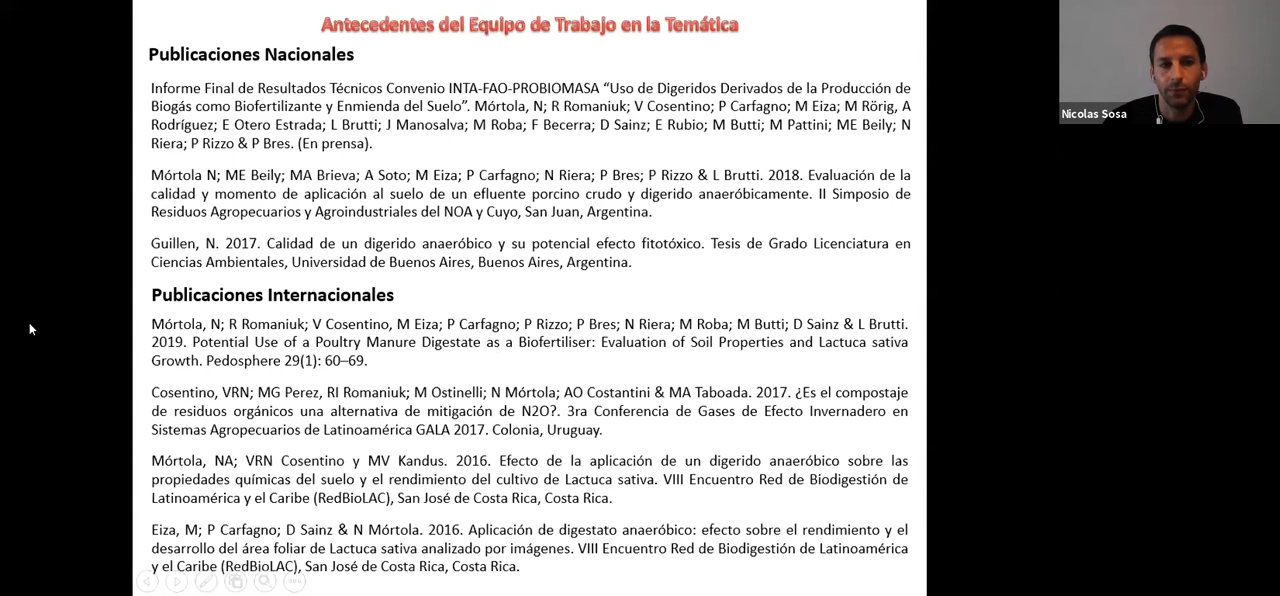 Antecedentes del Equipo de Trabajo en la Temática
Publicaciones Nacionales
Informe Final de Resultados Técnicos Convenio INTA-FAO-PROBIOMASA “Uso de Digeridos Derivados de la Producción de
Biogás como Biofertilizante y Enmienda del Suelo”. Mórtola, N; R Romaniuk; V Cosentino; P Carfagno; M Eiza; M Rörig, A
Rodríguez; E Otero Estrada; L Brutti; J Manosalva; M Roba; F Becerra; D Sainz; E Rubio; M Butti; M Pattini; ME Beily; N
Riera; P Rizzo & P Bres. (En prensa).
Mórtola N; ME Beily; MA Brieva; A Soto; M Eiza; P Carfagno; N Riera; P Bres; P Rizzo & L Brutti. 2018. Evaluación de la
calidad y momento de aplicación al suelo de un efluente porcino crudo y digerido anaeróbicamente. II Simposio de
Residuos Agropecuarios y Agroindustriales del NOA y Cuyo, San Juan, Argentina.
Guillen, N. 2017. Calidad de un digerido anaeróbico y su potencial efecto fitotóxico. Tesis de Grado Licenciatura en
Ciencias Ambientales, Universidad de Buenos Aires, Buenos Aires, Argentina.
Publicaciones Internacionales
Mórtola, N; R Romaniuk; V Cosentino, M Eiza; P Carfagno; P Rizzo; P Bres; N Riera; M Roba; M Butti; D Sainz & L Brutti.
2019. Potential Use of a Poultry Manure Digestate as a Biofertiliser: Evaluation of Soil Properties and Lactuca sativa
Growth. Pedosphere 29(1): 60–69.
Cosentino, VRN; MG Perez, RI Romaniuk; M Ostinelli; N Mórtola; AO Costantini & MA Taboada. 2017. ¿Es el compostaje
de residuos orgánicos una alternativa de mitigación de N2O?. 3ra Conferencia de Gases de Efecto Invernadero en
Sistemas Agropecuarios de Latinoamérica GALA 2017. Colonia, Uruguay.
Mórtola, NA; VRN Cosentino y MV Kandus. 2016. Efecto de la aplicación de un digerido anaeróbico sobre las
propiedades químicas del suelo y el rendimiento del cultivo de Lactuca sativa. VIII Encuentro Red de Biodigestión de
Latinoamérica y el Caribe (RedBioLAC), San José de Costa Rica, Costa Rica.
Eiza, M; P Carfagno; D Sainz & N Mórtola. 2016. Aplicación de digestato anaeróbico: efecto sobre el rendimiento y el
desarrollo del área foliar de Lactuca sativa analizado por imágenes. VIII Encuentro Red de Biodigestión de Latinoamérica
y el Caribe (RedBioLAC), San José de Costa Rica, Costa Rica.
Nicolas Sosa